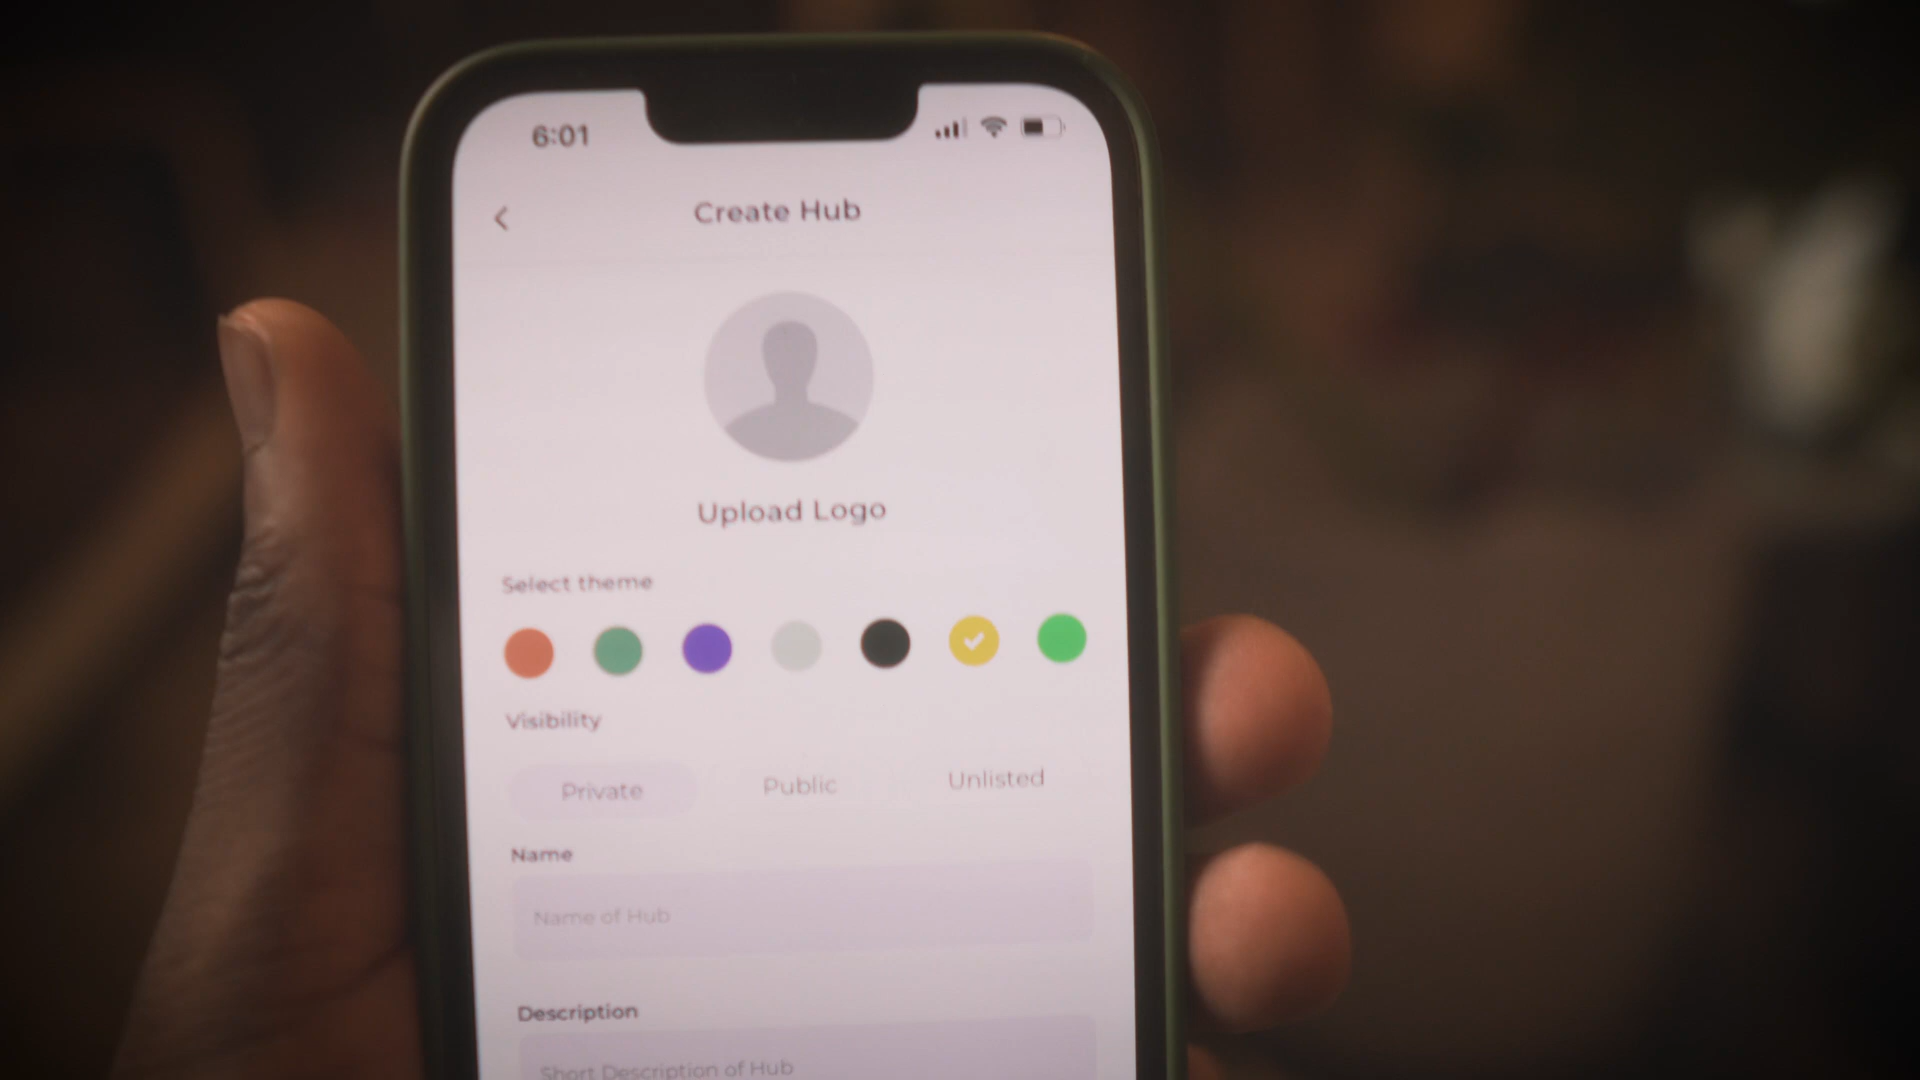 6:01
Create Hub
Upload Logo
Select theme
Visibility
Private Public Unlisted
Name
Name of Hub
Description
Short Description of Hub